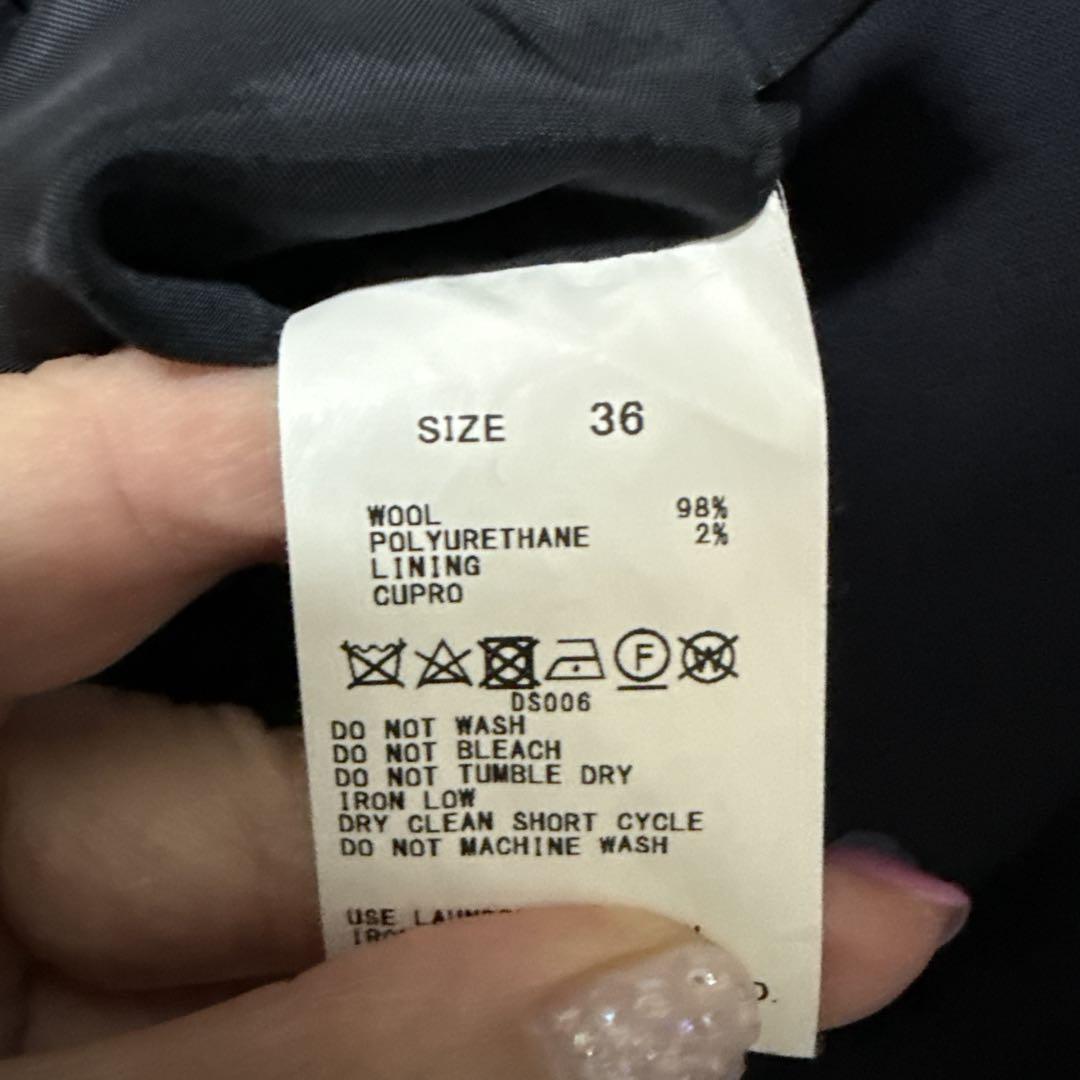 SIZE 36
WOOL 98%
POLYURETHANE 2%
LINING
CUPRO
F W
DS006
DO NOT WASH
DO NOT BLEACH
DO NOT TUMBLE DRY
IRON LOW
DRY CLEAN SHORT CYCLE
DO NOT MACHINE WASH
USE